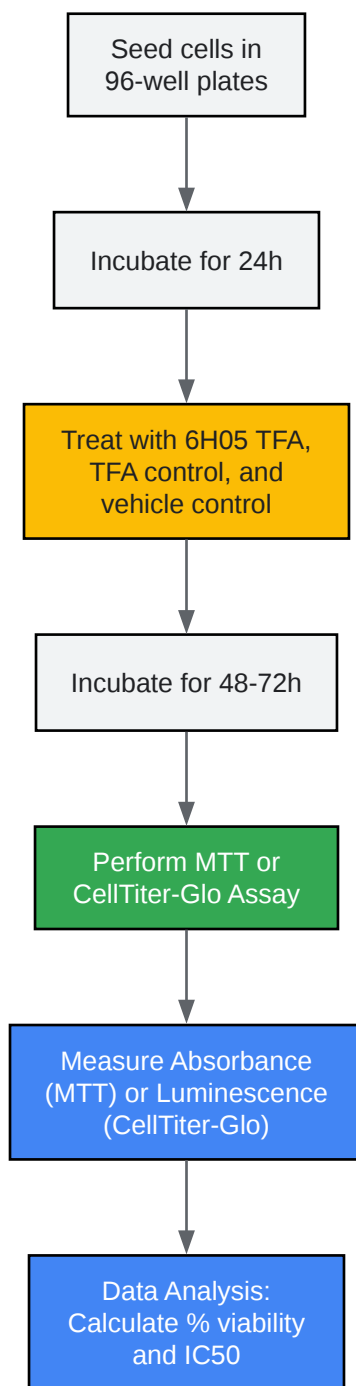 Seed cells in
96-well plates
Incubate for 24h
Treat with 6H05 TFA,
TFA control, and
vehicle control
Incubate for 48-72h
Perform MTT or
CellTiter-Glo Assay
Measure Absorbance
(MTT) or Luminescence
(CellTiter-Glo)
Data Analysis:
Calculate % viability
and IC50